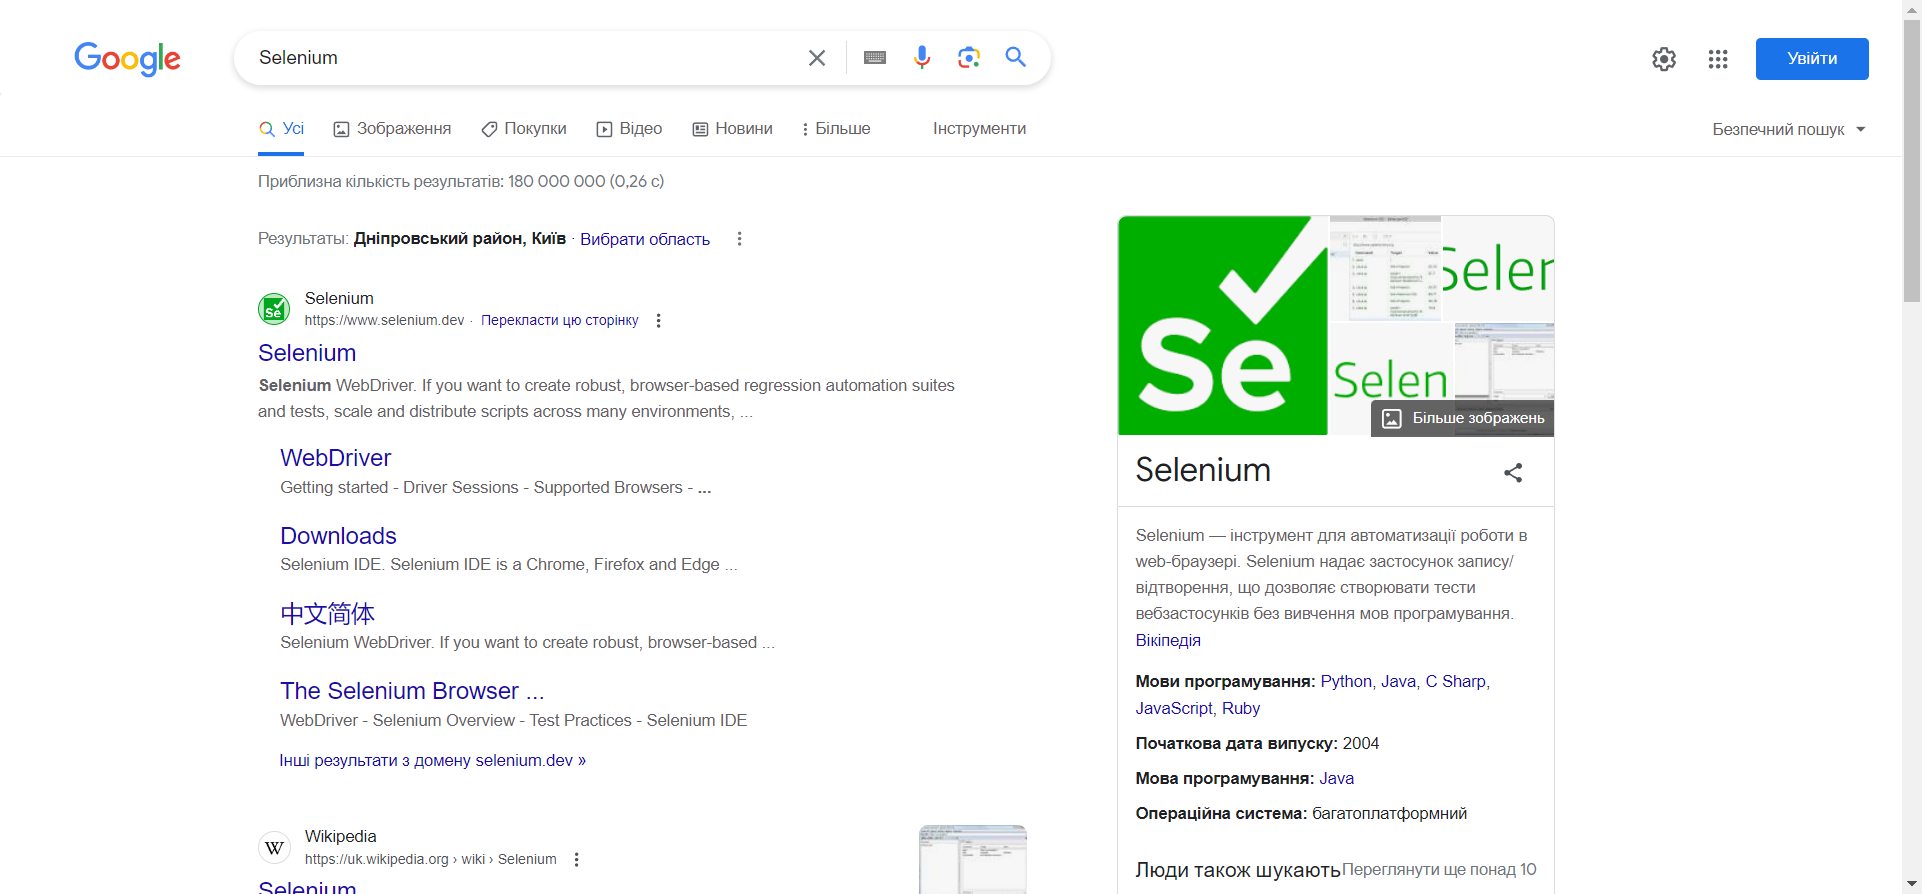 Google
Selenium
Увійти
Усі
Зображення
Покупки
Відео
Новини
Більше
Інструменти
Безпечний пошук
Приблизна кількість результатів: 180 000 000 (0,26 с)
Результаты: Дніпровський район, Київ · Вибрати область
Selenium
https://www.selenium.dev · Перекласти цю сторінку
Selenium
Selenium WebDriver. If you want to create robust, browser-based regression automation suites
and tests, scale and distribute scripts across many environments, ...
WebDriver
Getting started - Driver Sessions - Supported Browsers - ...
Downloads
Selenium IDE. Selenium IDE is a Chrome, Firefox and Edge ...
中文简体
Selenium WebDriver. If you want to create robust, browser-based ...
The Selenium Browser ...
WebDriver - Selenium Overview - Test Practices - Selenium IDE
Інші результати з домену selenium.dev »
W
Wikipedia
https://uk.wikipedia.org › wiki › Selenium
Selenium
Se
Selen
Selen
Більше зображень
Selenium
Selenium — інструмент для автоматизації роботи в
web-браузері. Selenium надає застосунок запису/
відтворення, що дозволяє створювати тести
вебзастосунків без вивчення мов програмування.
Вікіпедія
Мови програмування: Python, Java, C Sharp,
JavaScript, Ruby
Початкова дата випуску: 2004
Мова програмування: Java
Операційна система: багатоплатформний
Люди також шукають
Переглянути ще понад 10